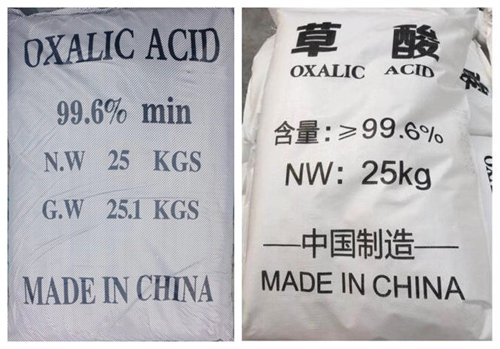 OXALIC ACID
99.6% min
N.W 25 KGS
G.W 25.1 KGS
MADE IN CHINA
草酸
OXALIC ACID
含量:≥99.6%
NW: 25kg
中国制造
MADE IN CHINA